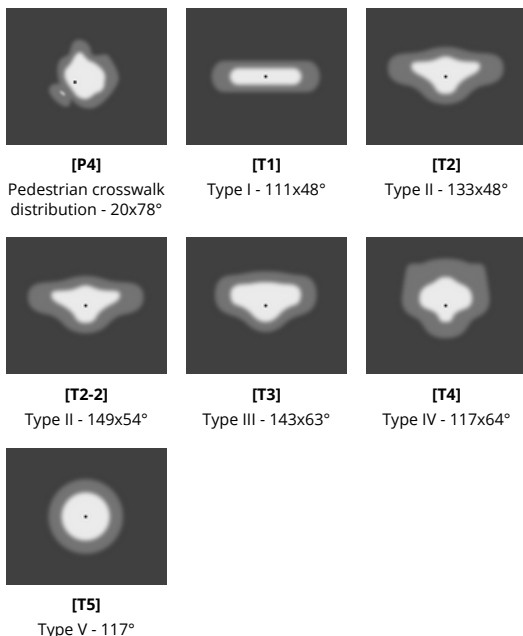 [P4]
Pedestrian crosswalk
distribution - 20x78°
[T1]
Type I - 111x48°
[T2]
Type II - 133x48°
[T2-2]
Type II - 149x54°
[T3]
Type III - 143x63°
[T4]
Type IV - 117x64°
[T5]
Type V - 117°